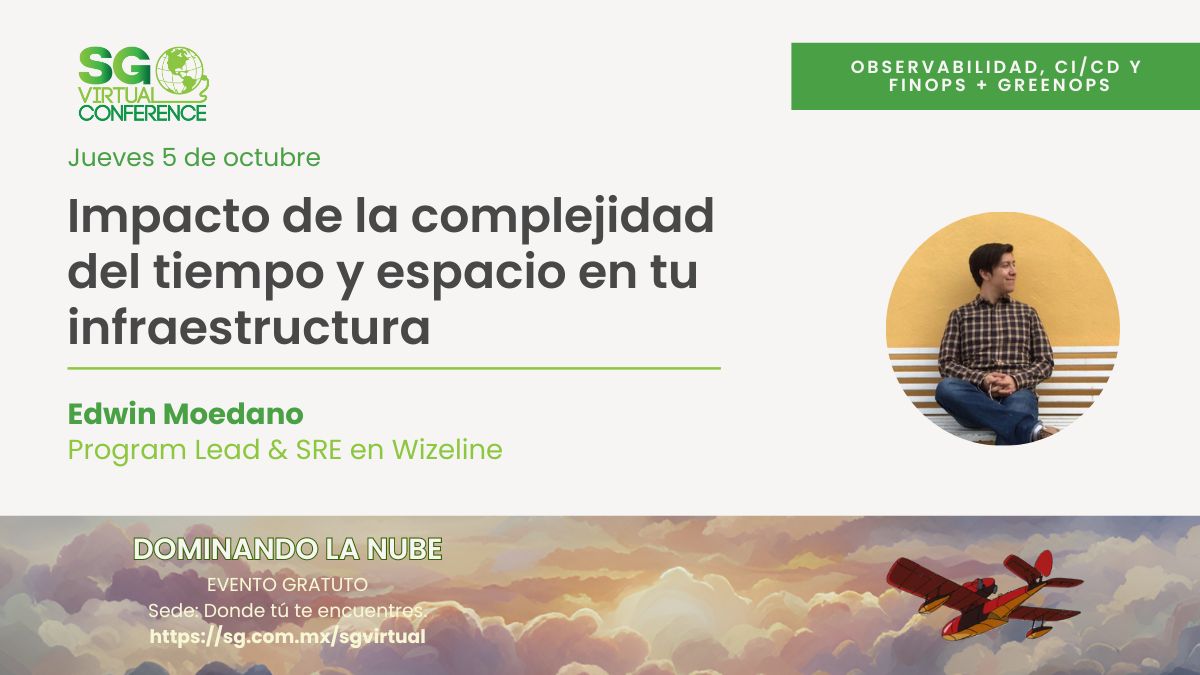 SG
VIRTUAL
CONFERENCE
OBSERVABILIDAD, CI/CD Y
FINOPS + GREENOPS
Jueves 5 de octubre
Impacto de la complejidad
del tiempo y espacio en tu
infraestructura
Edwin Moedano
Program Lead & SRE en Wizeline
DOMINANDO LA NUBE
EVENTO GRATUTO
Sede: Donde tú te encuentros.
https://sg.com.mx/sgvirtual